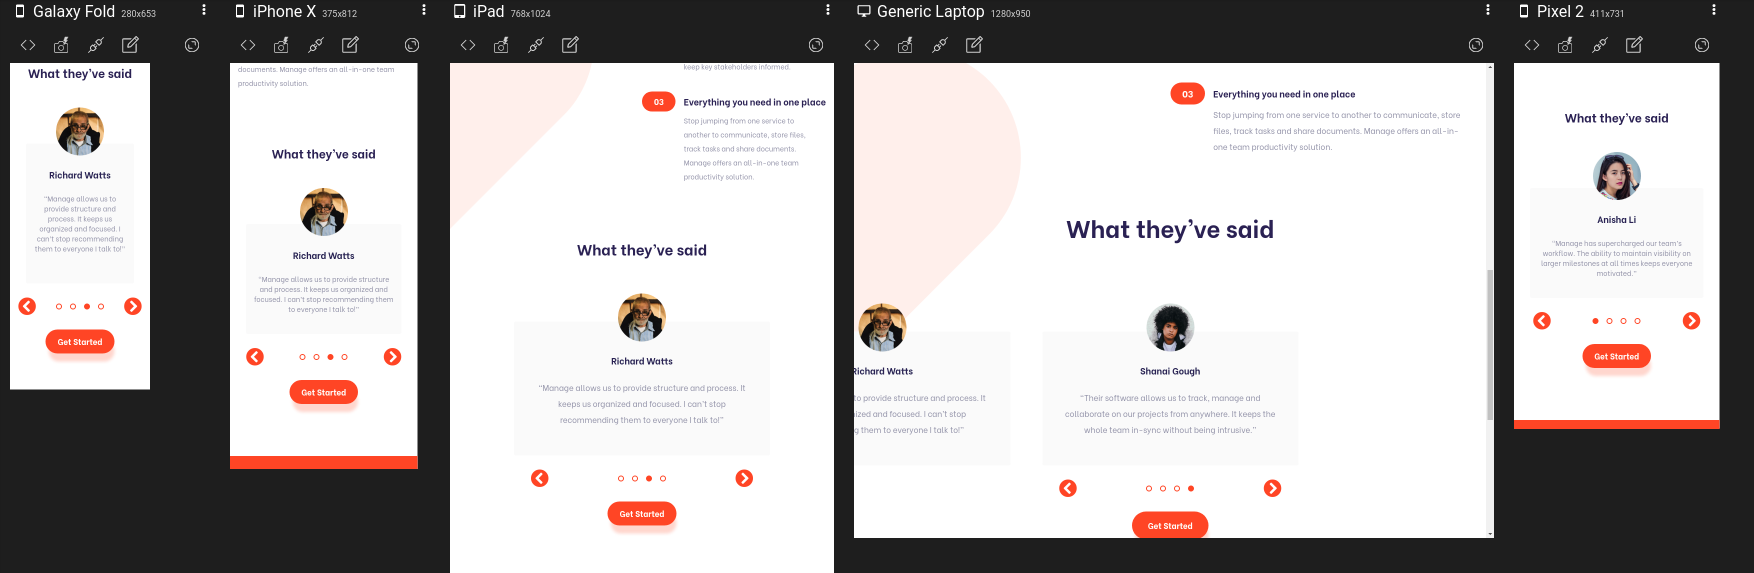 Galaxy Fold 280x653
What they've said
Richard Watts
"Manage allows us to
provide structure and
process. It keeps us
organized and focused. I
can't stop recommending
them to everyone I talk to!"
Get Started
iPhone X 375x812
documents. Manage offers an all-in-one team
productivity solution.
What they've said
Richard Watts
"Manage allows us to provide structure
and process. It keeps us organized and
focused. I can't stop recommending them
to everyone I talk to!"
Get Started
iPad 768x1024
keep key stakeholders informed.
03 Everything you need in one place
Stop jumping from one service to
another to communicate, store files,
track tasks and share documents.
Manage offers an all-in-one team
productivity solution.
What they've said
Richard Watts
"Manage allows us to provide structure and process. It
keeps us organized and focused. I can't stop
recommending them to everyone I talk to!"
Get Started
Generic Laptop 1280x950
03 Everything you need in one place
Stop jumping from one service to another to communicate, store
files, track tasks and share documents. Manage offers an all-in-
one team productivity solution.
What they've said
Richard Watts
to provide structure and process. It
ized and focused. I can't stop
g them to everyone I talk to!"
Shanai Gough
"Their software allows us to track, manage and
collaborate on our projects from anywhere. It keeps the
whole team in-sync without being intrusive."
Get Started
Pixel 2 411x731
What they've said
Anisha Li
"Manage has supercharged our team's
workflow. The ability to maintain visibility on
larger milestones at all times keeps everyone
motivated."
Get Started